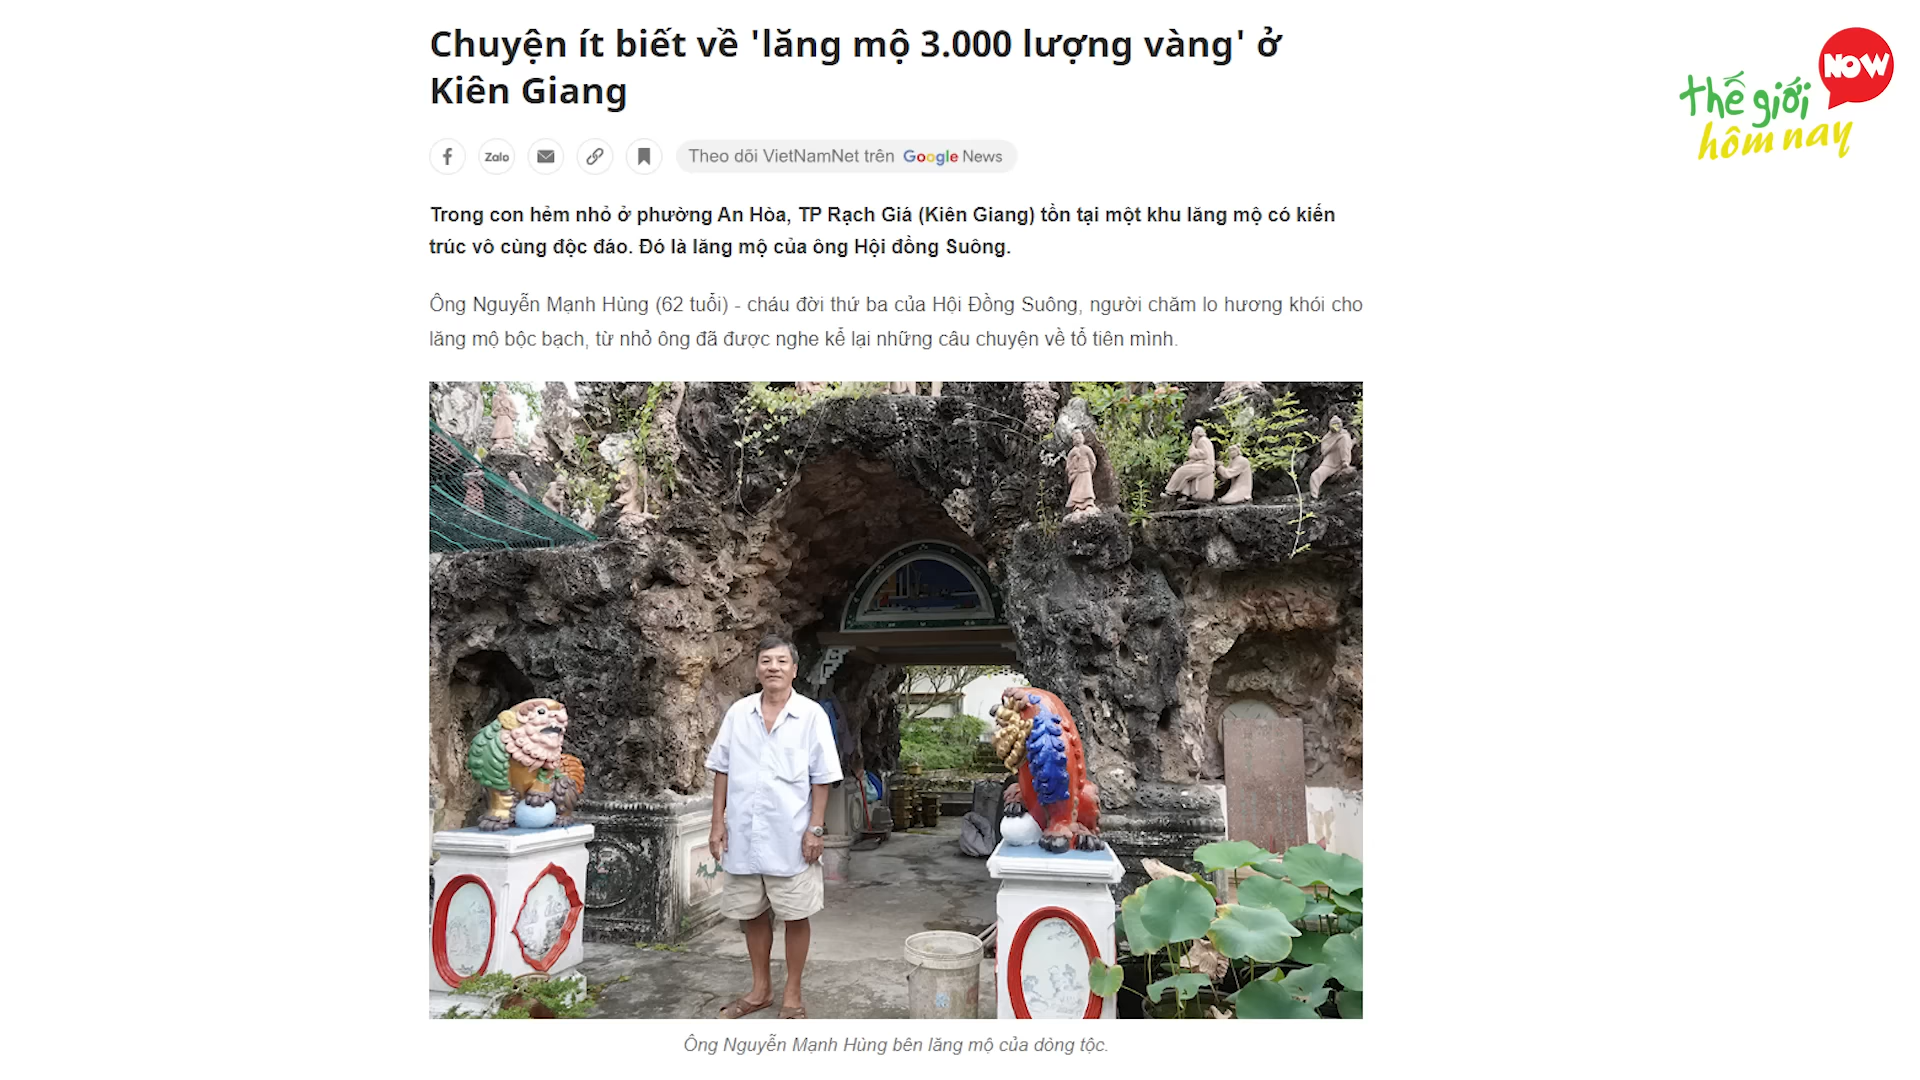 Chuyện ít biết về 'lăng mộ 3.000 lượng vàng' ở
Kiên Giang
NOW
thế giới
hôm nay
Zalo
Theo dõi VietNamNet trên Google News
Trong con hẻm nhỏ ở phường An Hòa, TP Rạch Giá (Kiên Giang) tồn tại một khu lăng mộ có kiến
trúc vô cùng độc đáo. Đó là lăng mộ của ông Hội đồng Suông.
Ông Nguyễn Mạnh Hùng (62 tuổi) - cháu đời thứ ba của Hội Đồng Suông, người chăm lo hương khói cho
lăng mộ bộc bạch, từ nhỏ ông đã được nghe kể lại những câu chuyện về tổ tiên mình.
Ông Nguyễn Mạnh Hùng bên lăng mộ của dòng tộc.